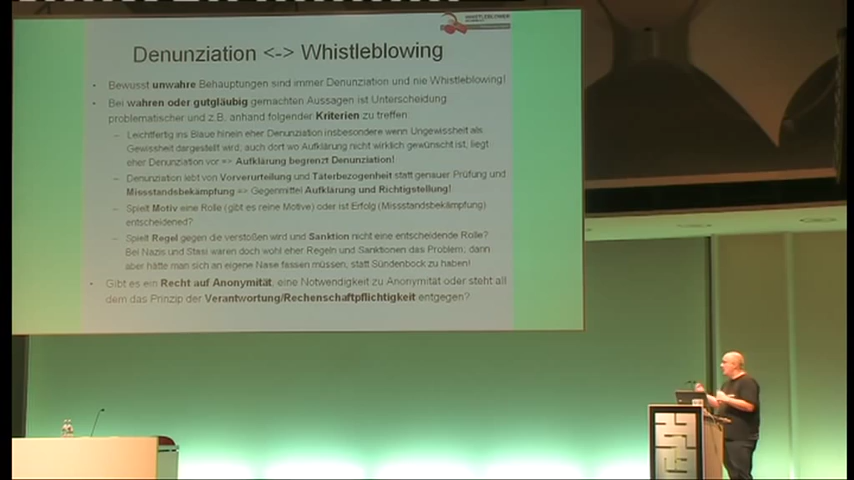 WHISTLEBLOWER
Denunziation <-> Whistleblowing
• Bewusst unwahre Behauptungen sind immer Denunziation und nie Whistleblowing!
• Bei wahren oder gutgläubig gemachten Aussagen ist Unterscheidung
problematischer und z.B. anhand folgender Kriterien zu treffen:
– Leichtfertig ins Blaue hinein eher Denunziation insbesondere wenn Ungewissheit als
Gewissheit dargestellt wird, auch dort wo Aufklärung nicht wirklich gewünscht ist, liegt
eher Denunziation vor => Aufklärung begrenzt Denunziation!
– Denunziation lebt von Vorverurteilung und Täterbezogenheit statt genauer Prüfung und
Missstandsbekämpfung => Gegenmittel Aufklärung und Richtigstellung!
– Spielt Motiv eine Rolle (gibt es reine Motive) oder ist Erfolg (Missstandsbekämpfung)
entscheidened?
– Spielt Regel gegen die verstoßen wird und Sanktion nicht eine entscheidende Rolle?
Bei Nazis und Stasi waren doch wohl eher Regeln und Sanktionen das Problem, dann
aber hätte man sich an eigene Nase fassen müssen, statt Sündenbock zu haben!
• Gibt es ein Recht auf Anonymität, eine Notwendigkeit zu Anonymität oder steht all
dem das Prinzip der Verantwortung/Rechenschaftpflichtigkeit entgegen?